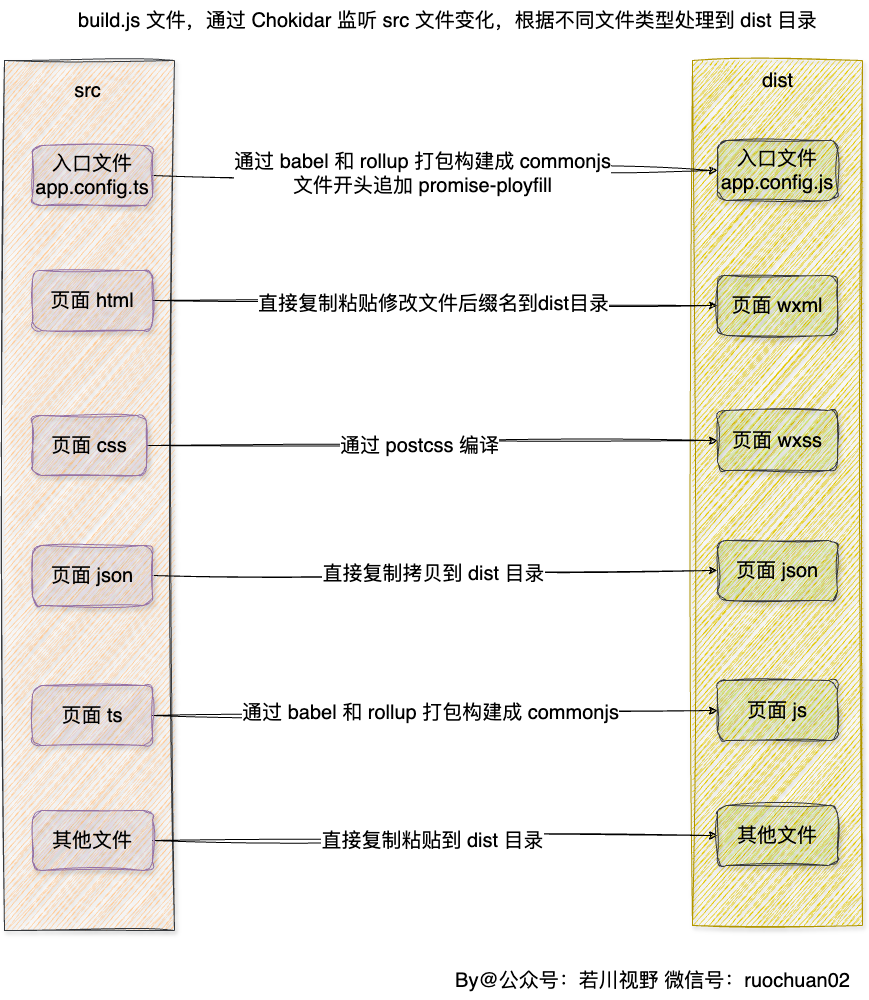 build.js 文件，通过 Chokidar 监听 src 文件变化，根据不同文件类型处理到 dist 目录
src
dist
入口文件
app.config.ts
通过 babel 和 rollup 打包构建成 commonjs
文件开头追加 promise-ployfill
入口文件
app.config.js
页面 html
直接复制粘贴修改文件后缀名到dist目录
页面 wxml
页面 css
通过 postcss 编译
页面 wxss
页面 json
直接复制拷贝到 dist 目录
页面 json
页面 ts
通过 babel 和 rollup 打包构建成 commonjs
页面 js
其他文件
直接复制粘贴到 dist 目录
其他文件
By@公众号：若川视野 微信号：ruochuan02